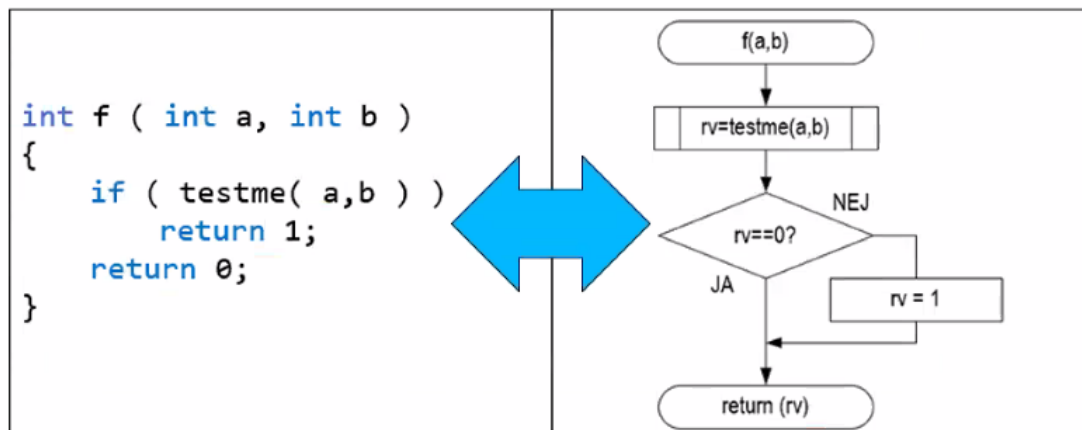 int f ( int a, int b )
{
if ( testme( a,b ) )
return 1;
return 0;
}
f(a,b)
rv=testme(a,b)
NEJ
rv==0?
JA
rv = 1
return (rv)